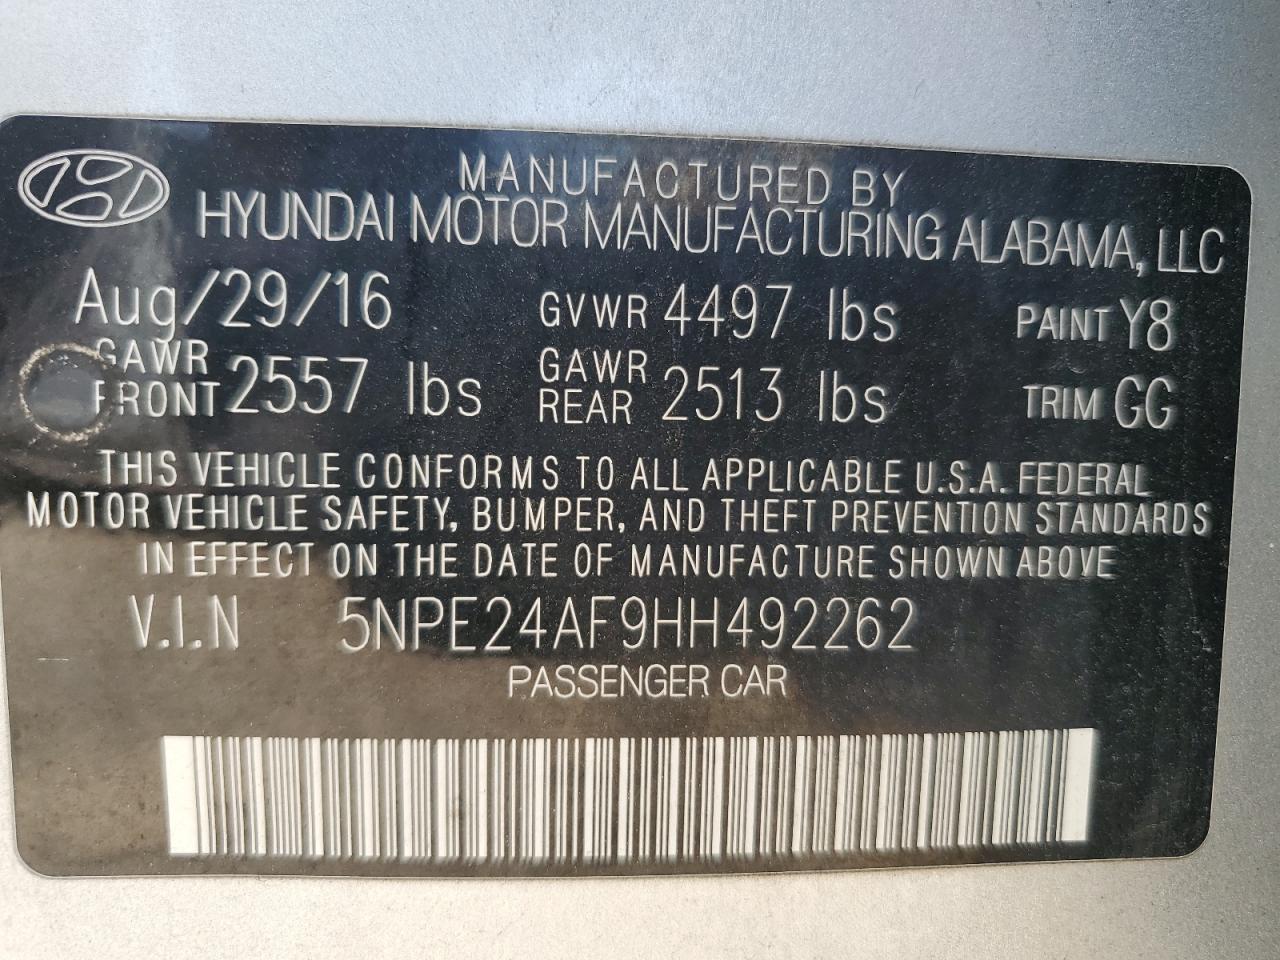 MANUFACTURED BY
HYUNDAI MOTOR MANUFACTURING ALABAMA, LLC
Aug/29/16 GVWR 4497 lbs PAINT Y8
GAWR FRONT 2557 lbs GAWR REAR 2513 lbs TRIM GG
THIS VEHICLE CONFORMS TO ALL APPLICABLE U.S.A. FEDERAL
MOTOR VEHICLE SAFETY, BUMPER, AND THEFT PREVENTION STANDARDS
IN EFFECT ON THE DATE OF MANUFACTURE SHOWN ABOVE
V.I.N 5NPE24AF9HH492262
PASSENGER CAR